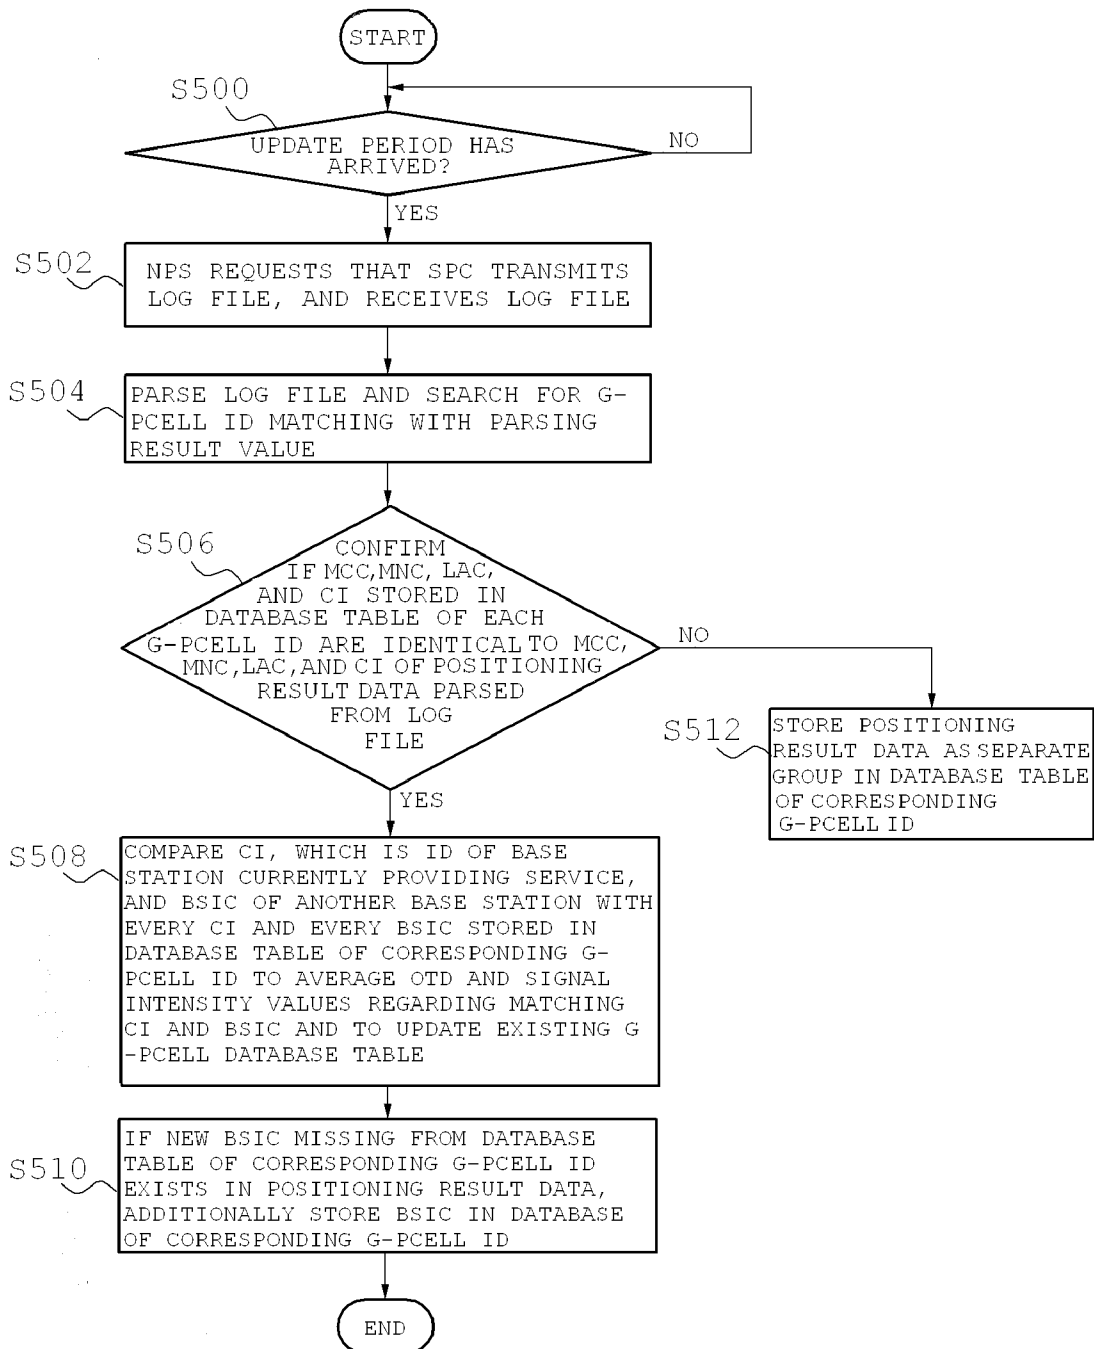 START
S500
UPDATE PERIOD HAS
ARRIVED?
NO
YES
S502
NPS REQUESTS THAT SPC TRANSMITS
LOG FILE, AND RECEIVES LOG FILE
S504
PARSE LOG FILE AND SEARCH FOR G-
PCELL ID MATCHING WITH PARSING
RESULT VALUE
S506
CONFIRM
IF MCC, MNC, LAC,
AND CI STORED IN
DATABASE TABLE OF EACH
G-PCELL ID ARE IDENTICAL TO MCC,
MNC, LAC, AND CI OF POSITIONING
RESULT DATA PARSED
FROM LOG
FILE
NO
YES
S512
STORE POSITIONING
RESULT DATA AS SEPARATE
GROUP IN DATABASE TABLE
OF CORRESPONDING
G-PCELL ID
S508
COMPARE CI, WHICH IS ID OF BASE
STATION CURRENTLY PROVIDING SERVICE,
AND BSIC OF ANOTHER BASE STATION WITH
EVERY CI AND EVERY BSIC STORED IN
DATABASE TABLE OF CORRESPONDING G-
PCELL ID TO AVERAGE OTD AND SIGNAL
INTENSITY VALUES REGARDING MATCHING
CI AND BSIC AND TO UPDATE EXISTING G
-PCELL DATABASE TABLE
S510
IF NEW BSIC MISSING FROM DATABASE
TABLE OF CORRESPONDING G-PCELL ID
EXISTS IN POSITIONING RESULT DATA,
ADDITIONALLY STORE BSIC IN DATABASE
OF CORRESPONDING G-PCELL ID
END